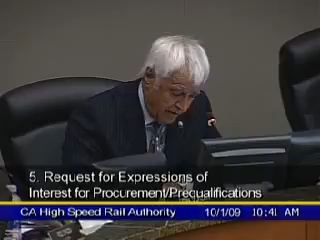 5. Request for Expressions of
Interest for Procurement/Prequalifications
CA High Speed Rail Authority 10/1/09 10:41 AM